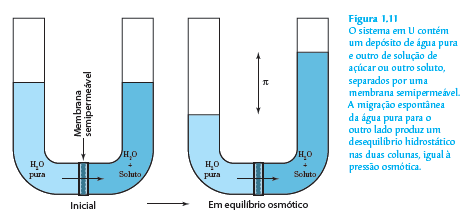 Membrana
semipermeável
H₂O
pura
H₂O
+
Soluto
Inicial
π
H₂O
pura
H₂O
+
Soluto
Em equilíbrio osmótico
Figura 1.11
O sistema em U contém
um depósito de água pura
e outro de solução de
açúcar ou outro soluto,
separados por uma
membrana semipermeável.
A migração espontânea
da água pura para o
outro lado produz um
desequilíbrio hidrostático
nas duas colunas, igual à
pressão osmótica.